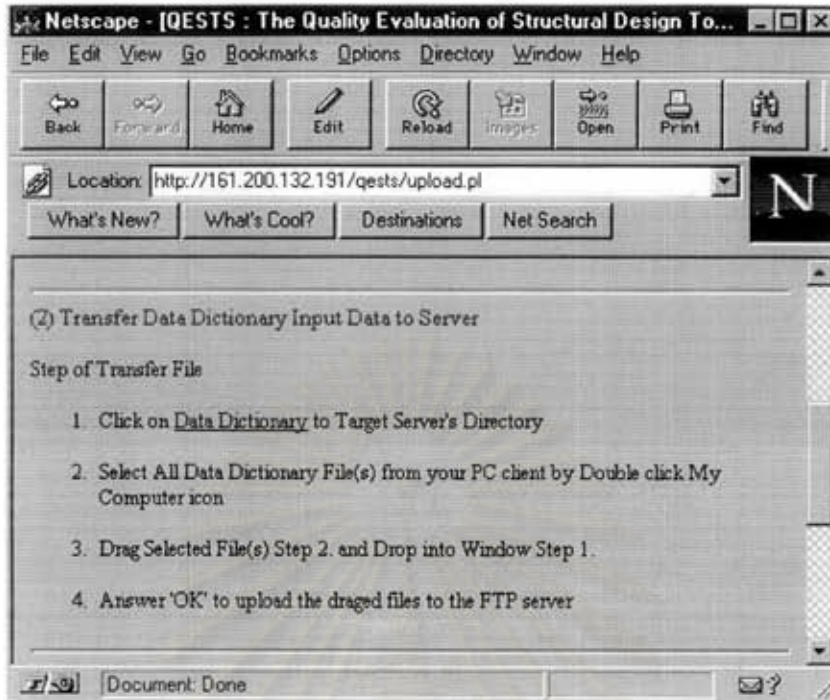 Netscape - [QESTS : The Quality Evaluation of Structural Design To...
File Edit View Go Bookmarks Options Directory Window Help
Back Forward Home Edit Reload Images Open Print Find
Location: http://161.200.132.191/qests/upload.pl
N
What's New? What's Cool? Destinations Net Search
(2) Transfer Data Dictionary Input Data to Server
Step of Transfer File
1. Click on Data Dictionary to Target Server's Directory
2. Select All Data Dictionary File(s) from your PC client by Double click My
Computer icon
3. Drag Selected File(s) Step 2. and Drop into Window Step 1.
4. Answer 'OK' to upload the draged files to the FTP server
Document: Done
?